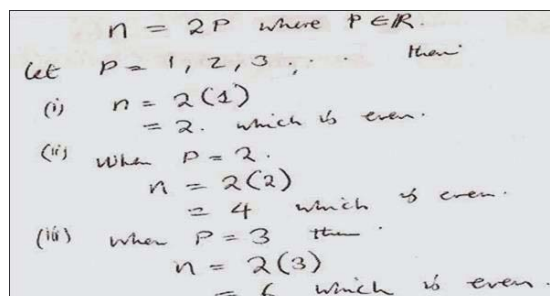 n = 2P where P ∈ ℝ.
Let P = 1, 2, 3, ... then
(i) n = 2(1)
= 2. which is even.
(ii) When P = 2.
n = 2(2)
= 4 which is even.
(iii) when P = 3 then
n = 2(3)
= 6 which is even.